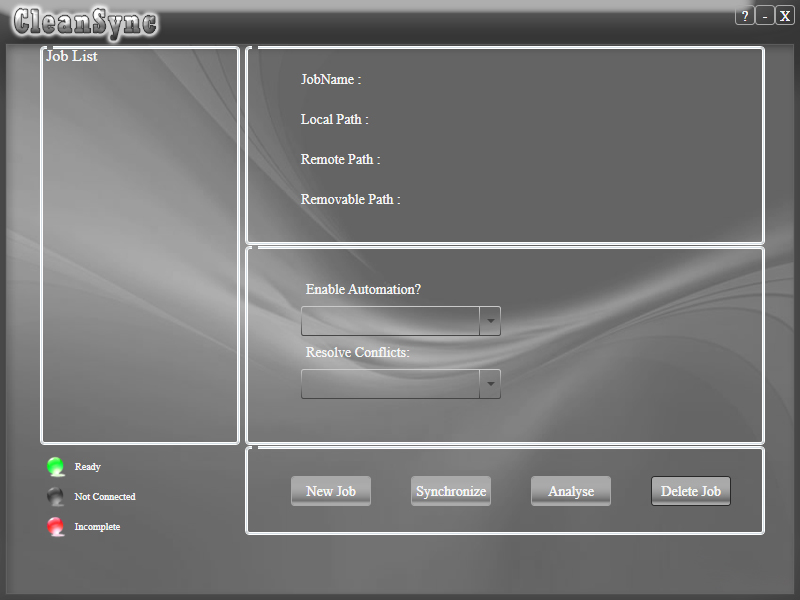 CleanSync
? - X
Job List
JobName :
Local Path :
Remote Path :
Removable Path :
Enable Automation?
Resolve Conflicts:
Ready
Not Connected
Incomplete
New Job Synchronize Analyse Delete Job